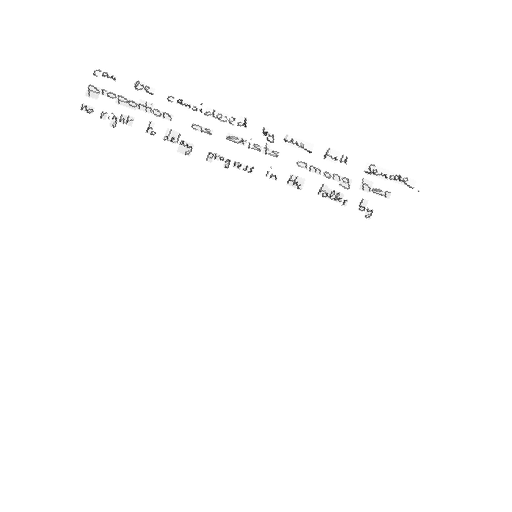 can be considered by the full Senate.
proportion as exists among her
no right to delay progress in the latter by